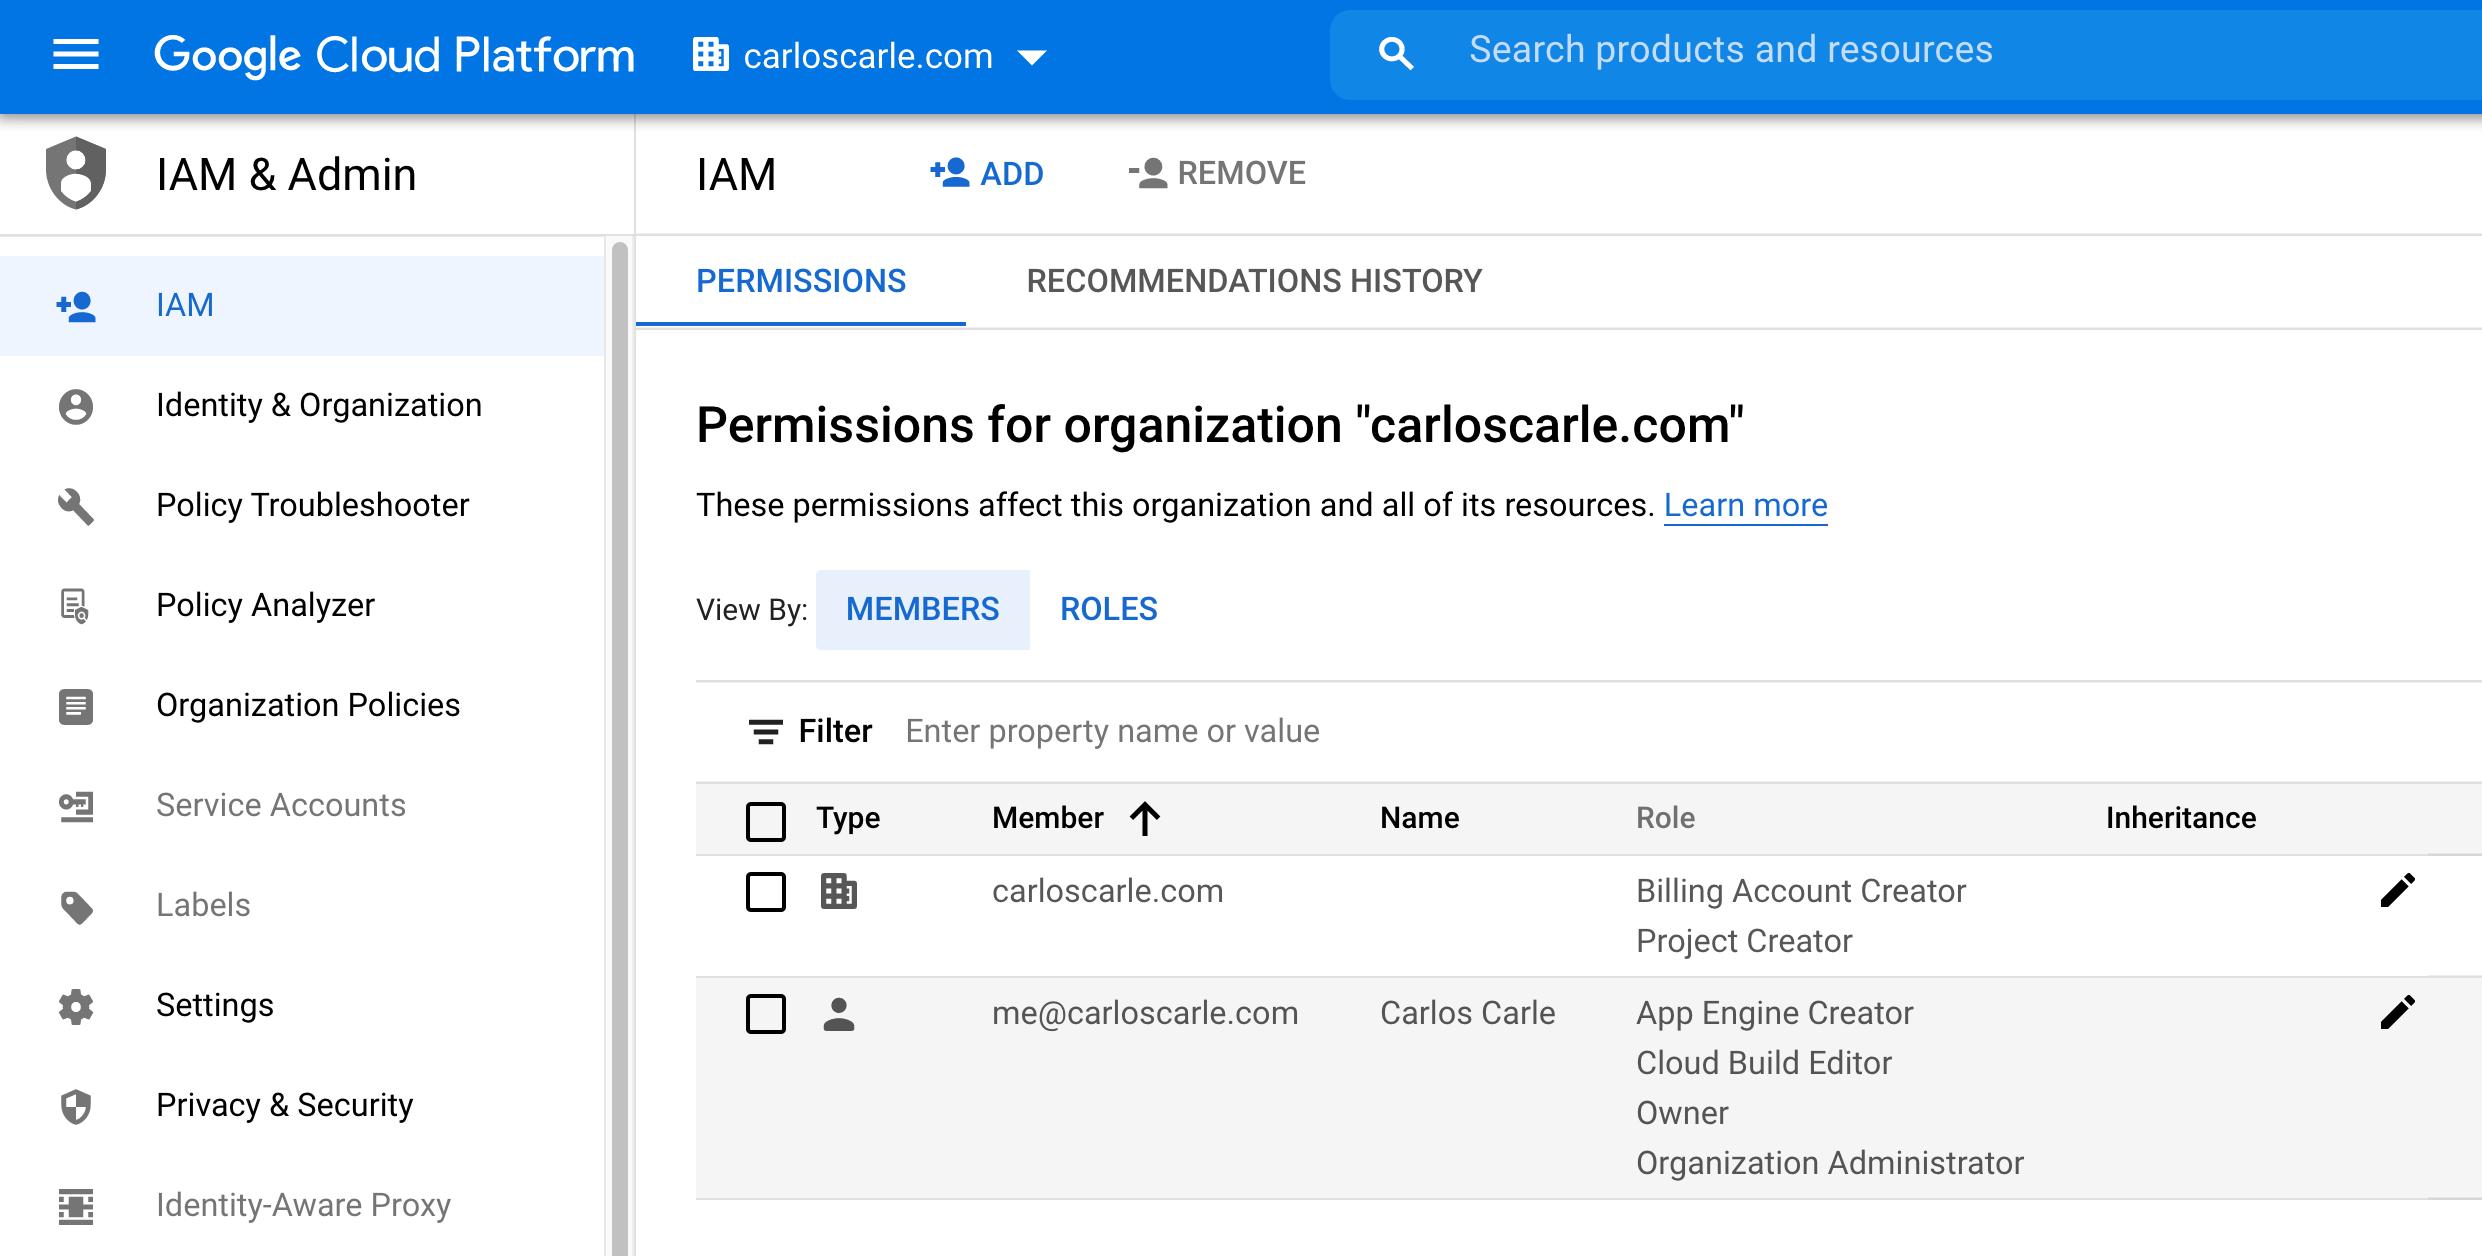 Google Cloud Platform
carloscarle.com
Search products and resources
IAM & Admin
IAM
ADD
REMOVE
IAM
Identity & Organization
Policy Troubleshooter
Policy Analyzer
Organization Policies
Service Accounts
Labels
Settings
Privacy & Security
Identity-Aware Proxy
PERMISSIONS
RECOMMENDATIONS HISTORY
Permissions for organization "carloscarle.com"
These permissions affect this organization and all of its resources. Learn more
View By: MEMBERS ROLES
Filter Enter property name or value
Type Member Name Role Inheritance
carloscarle.com Billing Account Creator
Project Creator
me@carloscarle.com Carlos Carle App Engine Creator
Cloud Build Editor
Owner
Organization Administrator